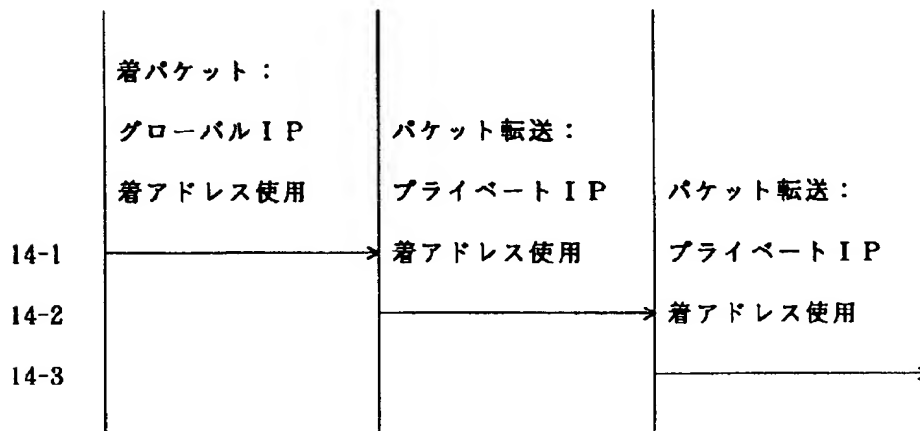 着パケット：
グローバルＩＰ
着アドレス使用
パケット転送：
プライベートＩＰ
着アドレス使用
パケット転送：
プライベートＩＰ
着アドレス使用
14-1
14-2
14-3